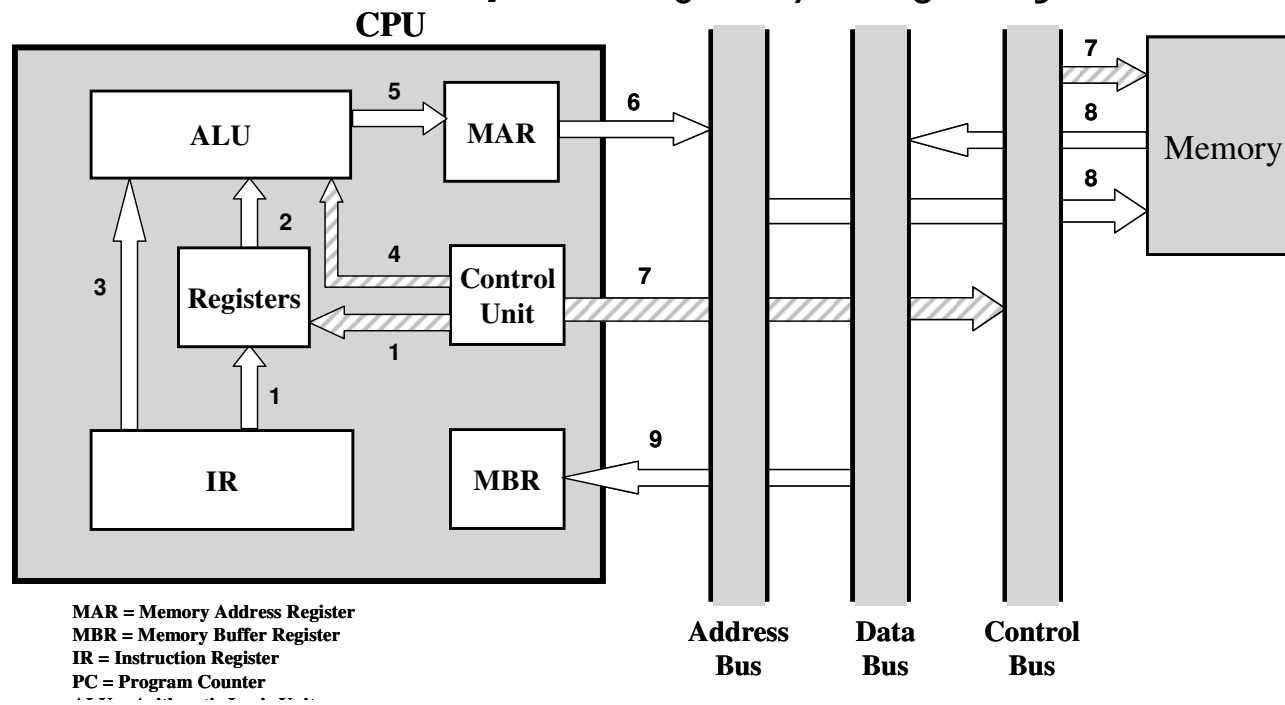 CPU
ALU
5
MAR
6
7
8
8
Memory
2
3
4
Registers
Control
Unit
7
1
1
IR
MBR
9
MAR = Memory Address Register
MBR = Memory Buffer Register
IR = Instruction Register
PC = Program Counter
Address
Bus
Data
Bus
Control
Bus